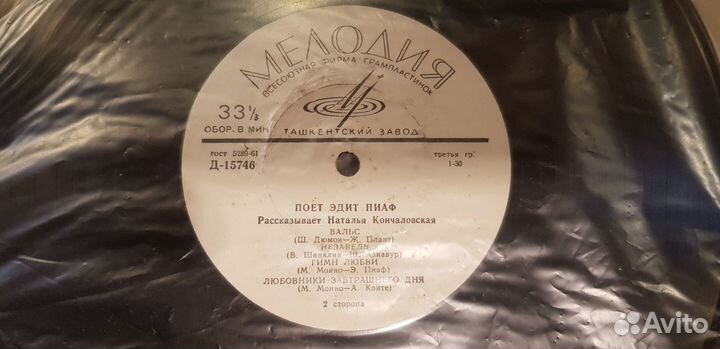 МЕЛОДИЯ
ВСЕСОЮЗНАЯ ФИРМА ГРАМПЛАСТИНОК
33⅓
ОБОР. В МИН.
ТАШКЕНТСКИЙ ЗАВОД
гост 5289-61
третья гр.
Д-15746
1-30
ПОЕТ ЭДИТ ПИАФ
Рассказывает Наталья Кончаловская
ВАЛЬС
(Ш. Дюмон—Ж. Плант)
ИЗАВЕЛЬ
(В. Шинклин—Ш. Азнавур)
ГИМН ЛЮБВИ
(М. Монно—Э. Пиаф)
ЛЮБОВНИКИ ЗАВТРАШНЕГО ДНЯ
(М. Монно—А. Конте)
2 сторона
Avito